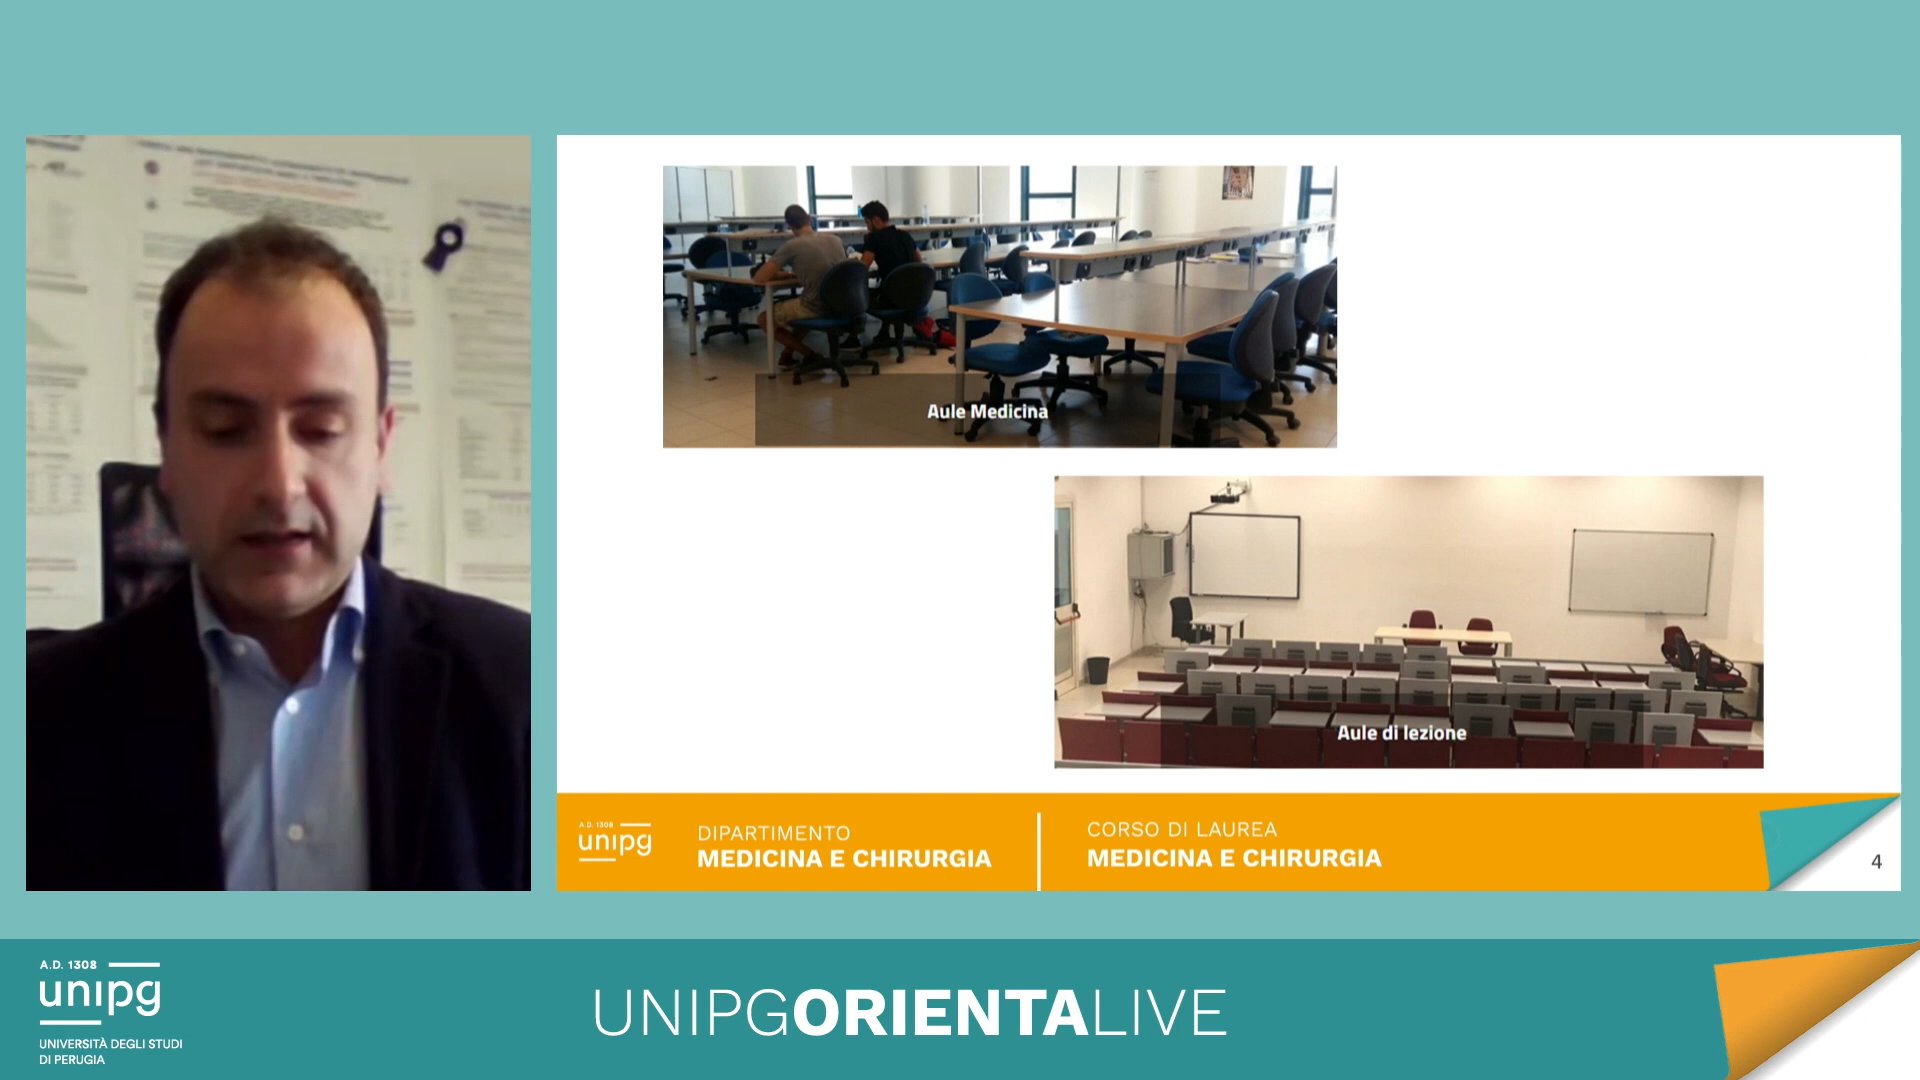 Aule Medicina
Aule di lezione
A.D. 1308
unipg
DIPARTIMENTO
MEDICINA E CHIRURGIA
CORSO DI LAUREA
MEDICINA E CHIRURGIA
4
A.D. 1308
unipg
UNIVERSITÀ DEGLI STUDI
DI PERUGIA
UNIPGORIENTALIVE